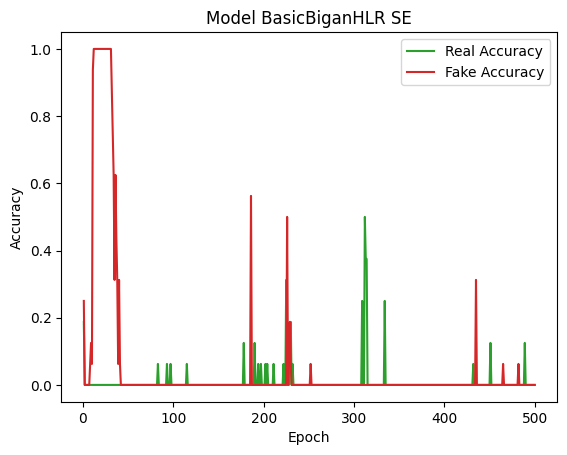 Model BasicBiganHLR SE
Real Accuracy
Fake Accuracy
Accuracy
1.0
0.8
0.6
0.4
0.2
0.0
0 100 200 300 400 500
Epoch